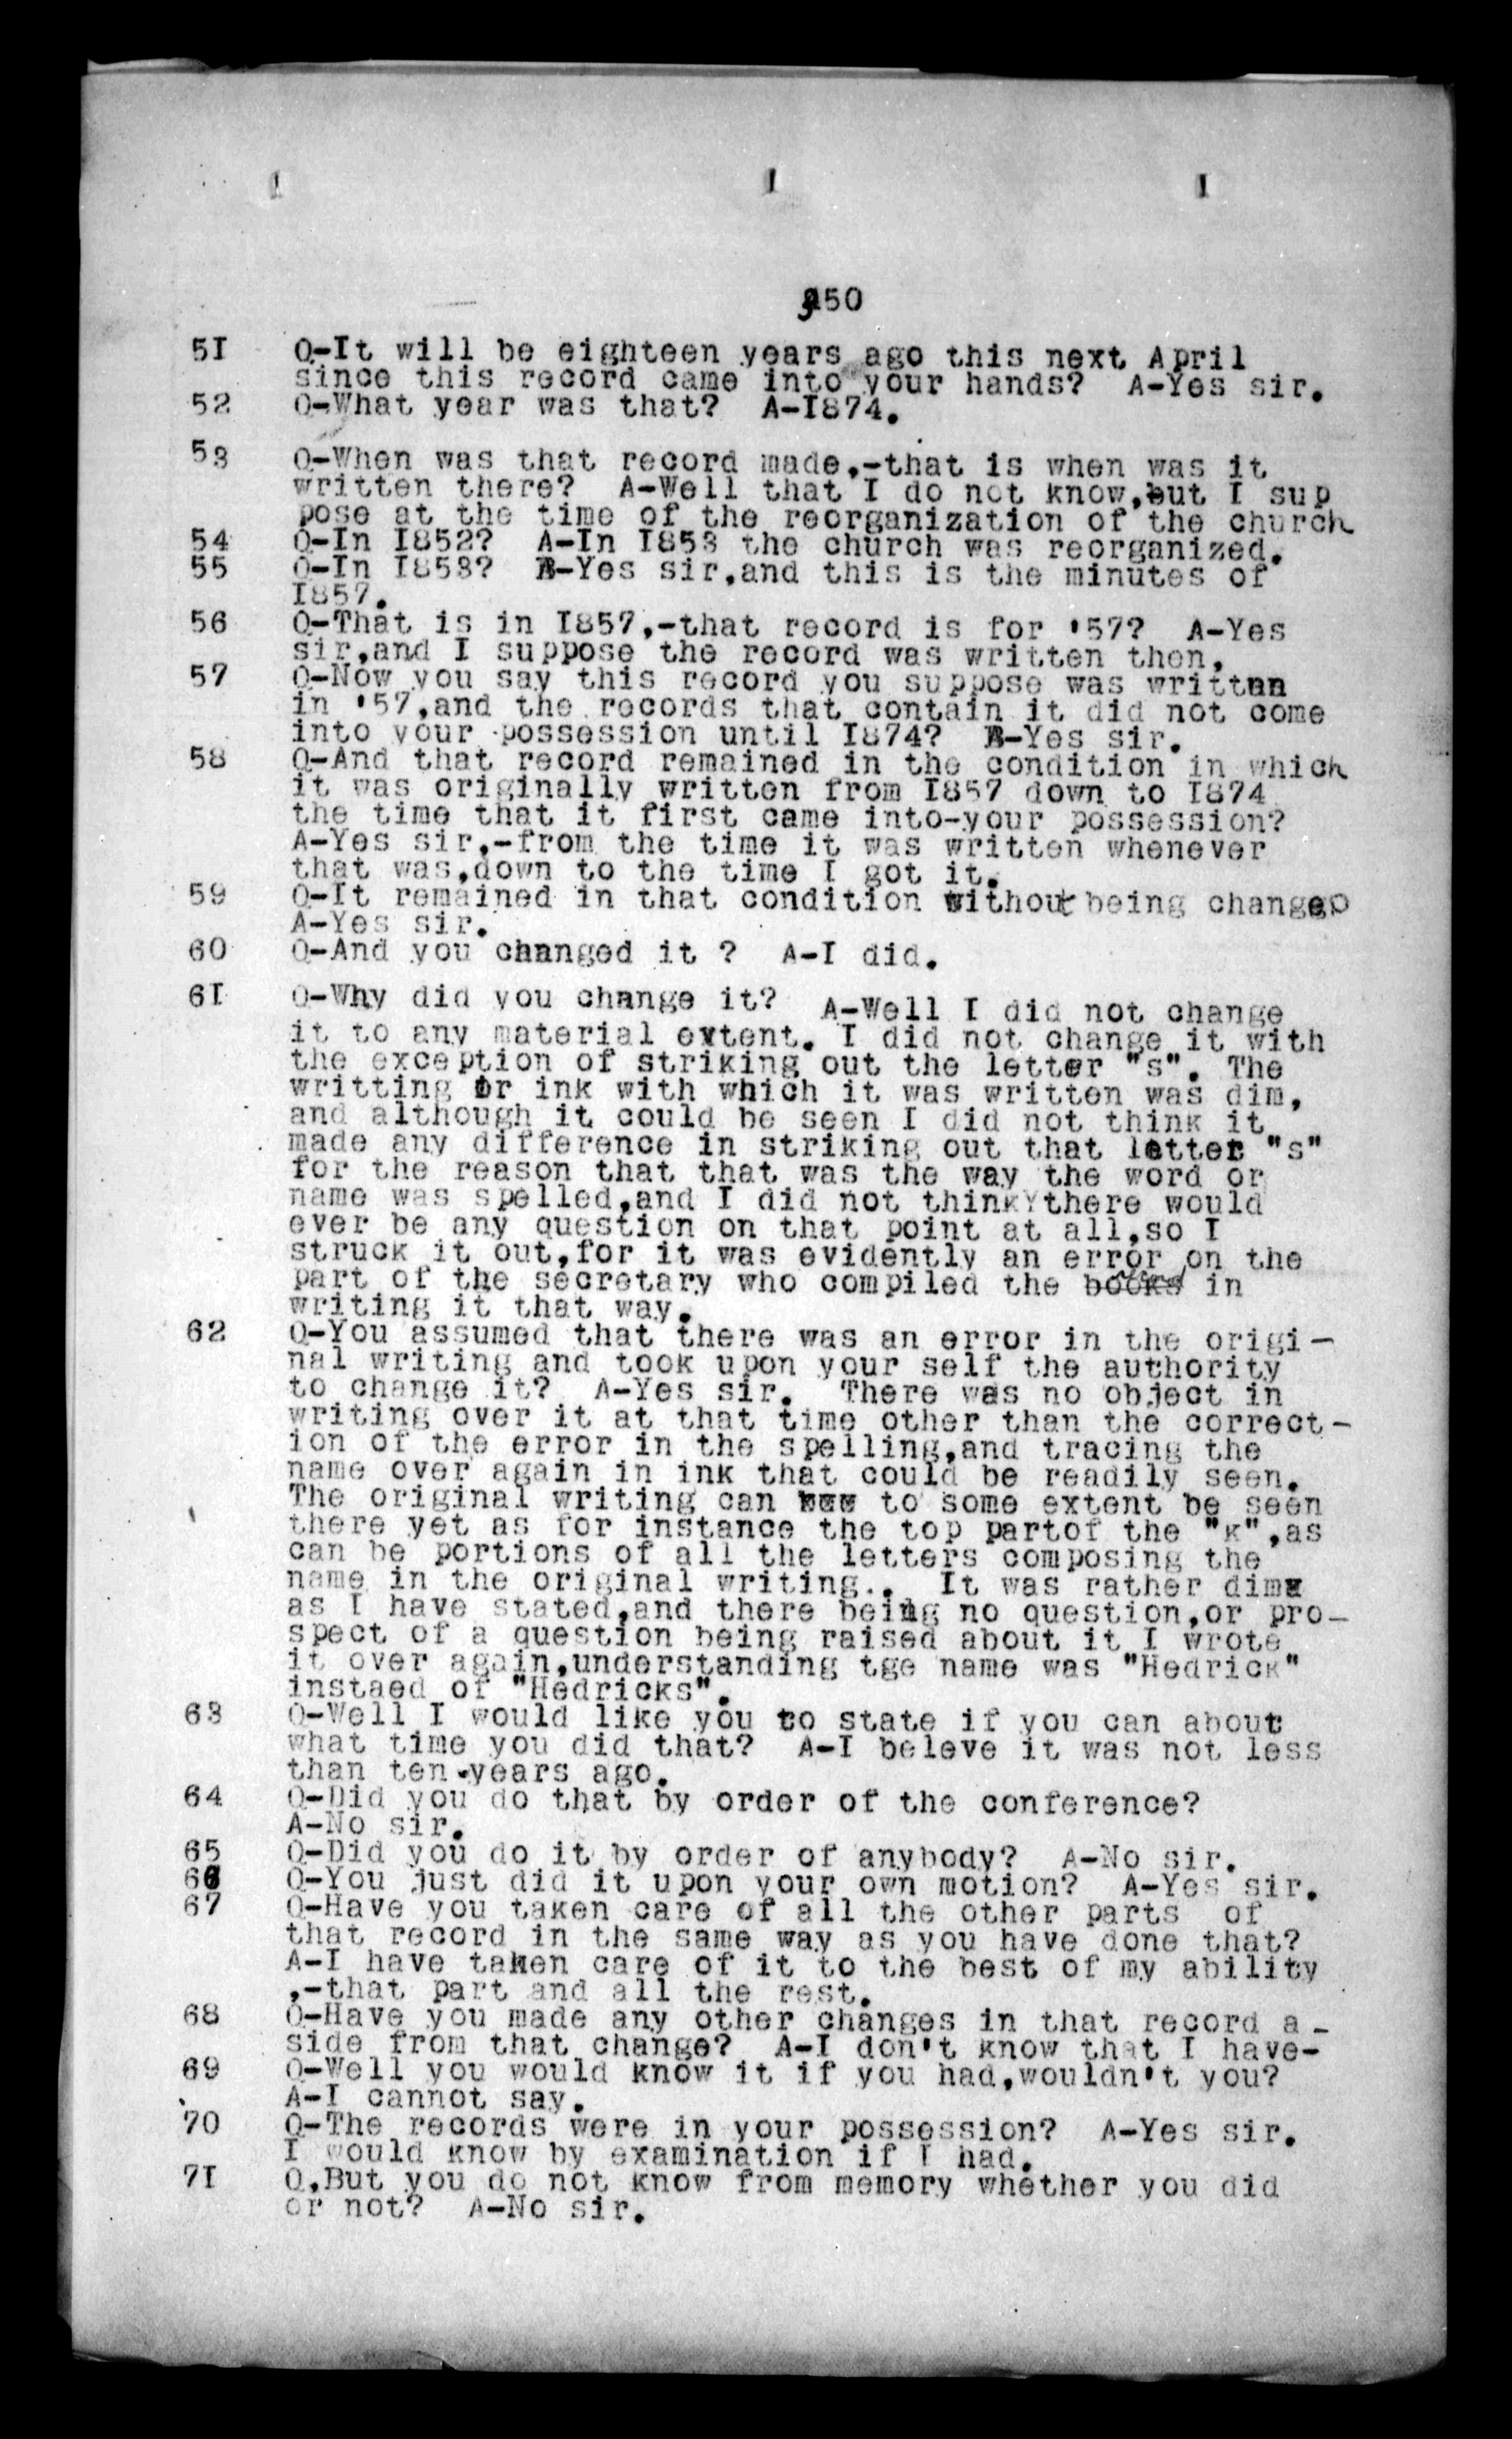 350
51 Q-It will be eighteen years ago this next April
since this record came into your hands? A-Yes sir.
52 Q-What year was that? A-I874.
53 Q-When was that record made,-that is when was it
written there? A-Well that I do not know,but I sup
pose at the time of the reorganization of the church
54 Q-In I852? A-In I853 the church was reorganized.
55 Q-In I853? A-Yes sir,and this is the minutes of
I857.
56 Q-That is in I857,-that record is for '57? A-Yes
sir,and I suppose the record was written then.
57 Q-Now you say this record you suppose was writtnn
in '57,and the records that contain it did not come
into your possession until I874? A-Yes sir.
58 Q-And that record remained in the condition in which
it was originally written from I857 down to I874
the time that it first came into-your possession?
A-Yes sir,-from the time it was written whenever
that was,down to the time I got it.
59 Q-It remained in that condition without being changed
A-Yes sir.
60 Q-And you changed it ? A-I did.
61 Q-Why did you change it? A-Well I did not change
it to any material extent. I did not change it with
the exception of striking out the letter "s". The
writting or ink with which it was written was dim,
and although it could be seen I did not think it
made any difference in striking out that letter "s"
for the reason that that was the way the word or
name was spelled,and I did not think there would
ever be any question on that point at all,so I
struck it out,for it was evidently an error on the
part of the secretary who compiled the books in
writing it that way.
62 Q-You assumed that there was an error in the origi-
nal writing and took upon your self the authority
to change it? A-Yes sir. There was no object in
writing over it at that time other than the correct-
ion of the error in the spelling,and tracing the
name over again in ink that could be readily seen.
The original writing can to some extent be seen
there yet as for instance the top partof the "k",as
can be portions of all the letters composing the
name in the original writing.. It was rather dim
as I have stated,and there being no question,or pro-
spect of a question being raised about it I wrote
it over again,understanding tge name was "Hedrick"
instaed of "Hedricks".
63 Q-Well I would like you to state if you can about
what time you did that? A-I beleve it was not less
than ten-years ago.
64 Q-Did you do that by order of the conference?
A-No sir.
65 Q-Did you do it by order of anybody? A-No sir.
66 Q-You just did it upon your own motion? A-Yes sir.
67 Q-Have you taken care of all the other parts of
that record in the same way as you have done that?
A-I have taken care of it to the best of my ability
,-that part and all the rest.
68 Q-Have you made any other changes in that record a-
side from that change? A-I don't know that I have-
69 Q-Well you would know it if you had,wouldn't you?
A-I cannot say.
70 Q-The records were in your possession? A-Yes sir.
I would know by examination if I had.
71 Q.But you do not know from memory whether you did
or not? A-No sir.